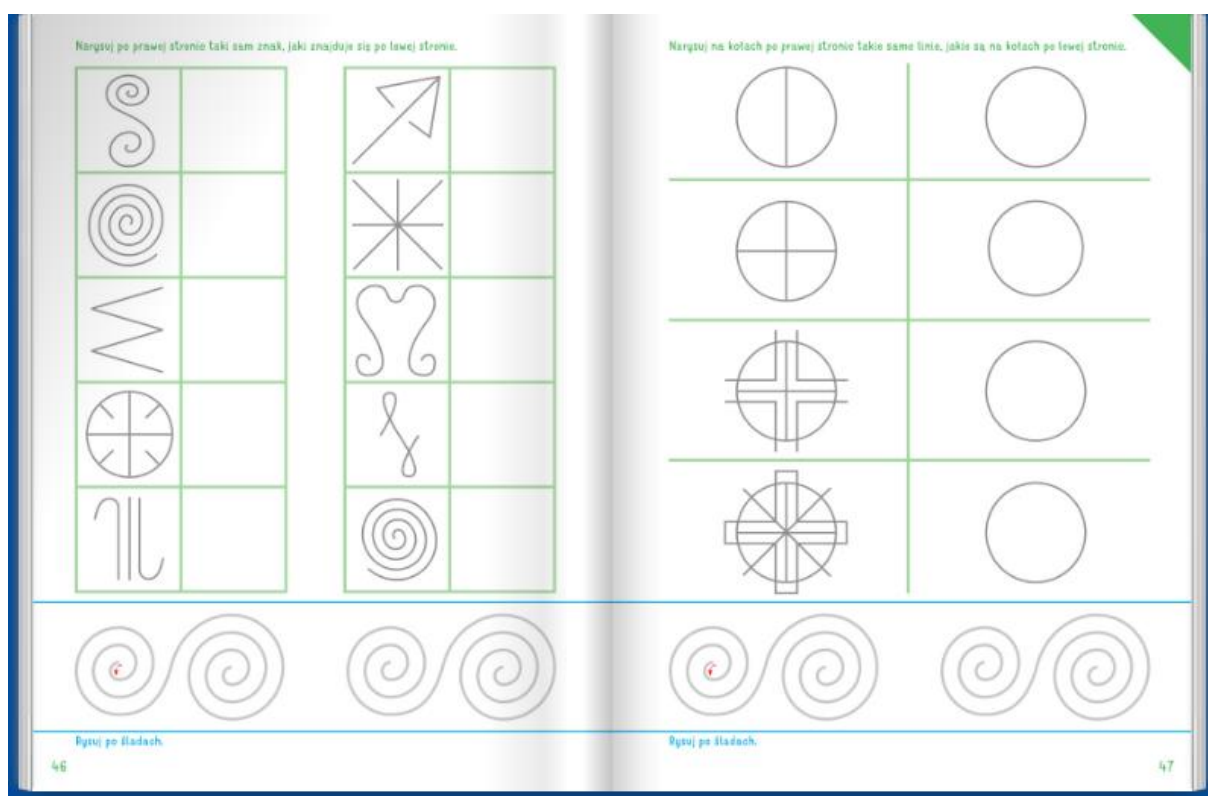 Narysuj po prawej stronie taki sam znak, jaki znajduje się po lewej stronie.
Rysuj po śladach.
46
Narysuj na kołach po prawej stronie takie same linie, jakie są na kołach po lewej stronie.
Rysuj po śladach.
47